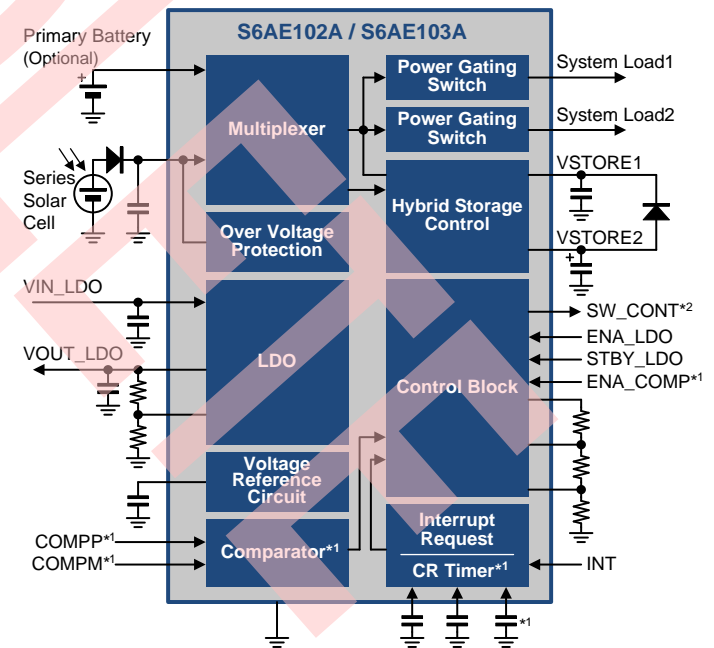 S6AE102A / S6AE103A
Primary Battery
(Optional)
+
Multiplexer
Power Gating
Switch
System Load1
Power Gating
Switch
System Load2
Series
Solar
Cell
Over Voltage
Protection
Hybrid Storage
Control
VSTORE1
VSTORE2
+
VIN_LDO
VOUT_LDO
LDO
Control Block
SW_CONT*2
ENA_LDO
STBY_LDO
ENA_COMP*1
Voltage
Reference
Circuit
COMPP*1
COMPM*1
Comparator*1
Interrupt
Request
CR Timer*1
INT
*1